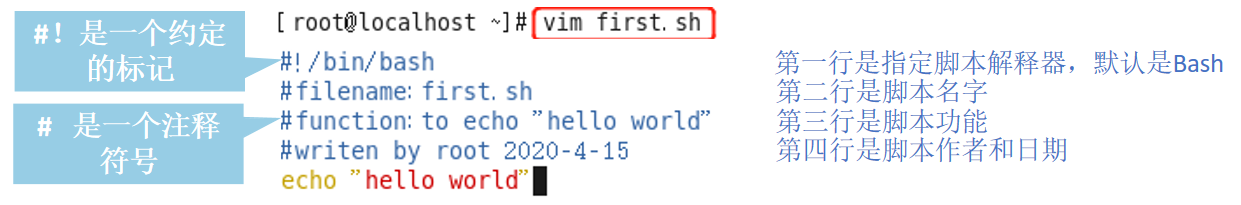 [root@localhost ~]# vim first.sh
#! 是一个约定
的标记
#!/bin/bash
第一行是指定脚本解释器，默认是Bash
#filename: first.sh
第二行是脚本名字
# 是一个注释
符号
#function: to echo "hello world"
第三行是脚本功能
#writen by root 2020-4-15
第四行是脚本作者和日期
echo "hello world"